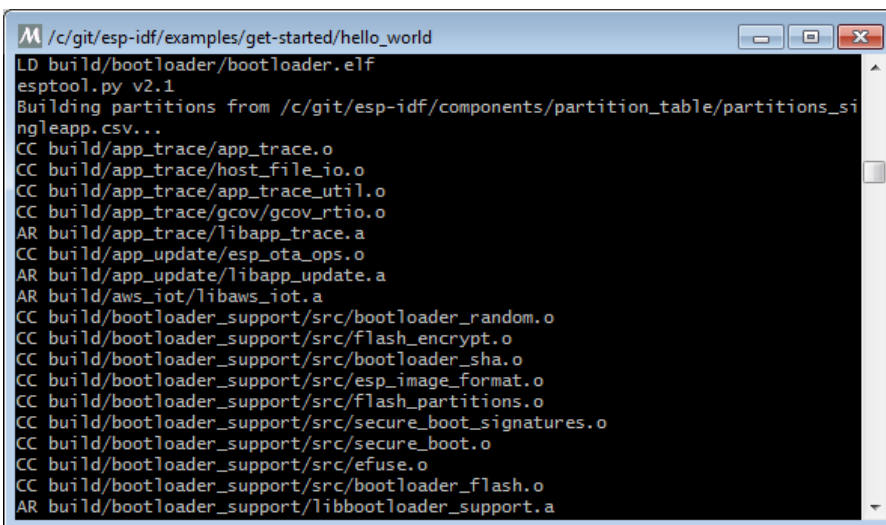 /c/git/esp-idf/examples/get-started/hello_world
LD build/bootloader/bootloader.elf
esptool.py v2.1
Building partitions from /c/git/esp-idf/components/partition_table/partitions_si
ngleapp.csv...
CC build/app_trace/app_trace.o
CC build/app_trace/host_file_io.o
CC build/app_trace/app_trace_util.o
CC build/app_trace/gcov/gcov_rtio.o
AR build/app_trace/libapp_trace.a
CC build/app_update/esp_ota_ops.o
AR build/app_update/libapp_update.a
AR build/aws_iot/libaws_iot.a
CC build/bootloader_support/src/bootloader_random.o
CC build/bootloader_support/src/flash_encrypt.o
CC build/bootloader_support/src/bootloader_sha.o
CC build/bootloader_support/src/esp_image_format.o
CC build/bootloader_support/src/flash_partitions.o
CC build/bootloader_support/src/secure_boot_signatures.o
CC build/bootloader_support/src/secure_boot.o
CC build/bootloader_support/src/efuse.o
CC build/bootloader_support/src/bootloader_flash.o
AR build/bootloader_support/libbootloader_support.a